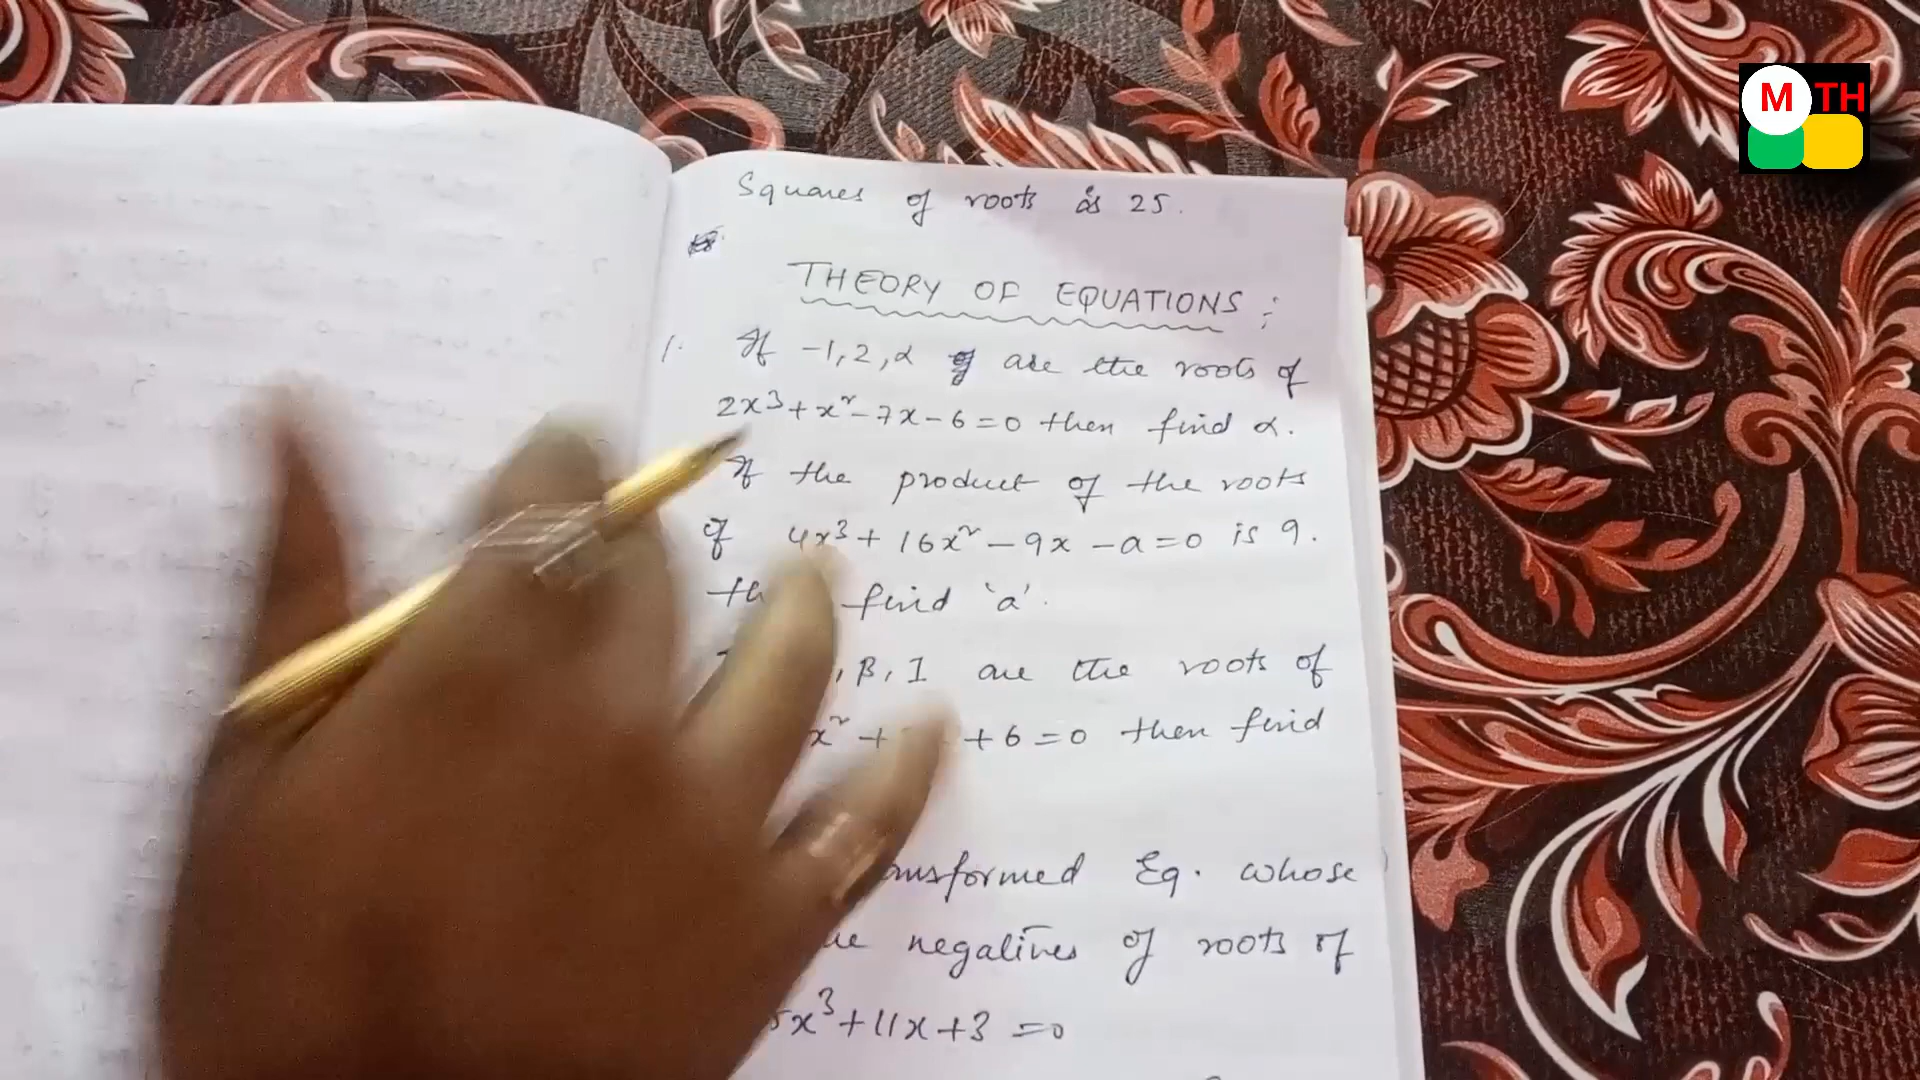 M TH
Squares of roots is 25.
THEORY OF EQUATIONS :
1. If -1, 2, α are the roots of
2x³ + x² - 7x - 6 = 0 then find α.
If the product of the roots
of 4x³ + 16x² - 9x - a = 0 is 9.
find 'a'.
, β, 1 are the roots of
x² + + 6 = 0 then find
Eq. whose
negatives of roots of
x³ + 11x + 3 = 0